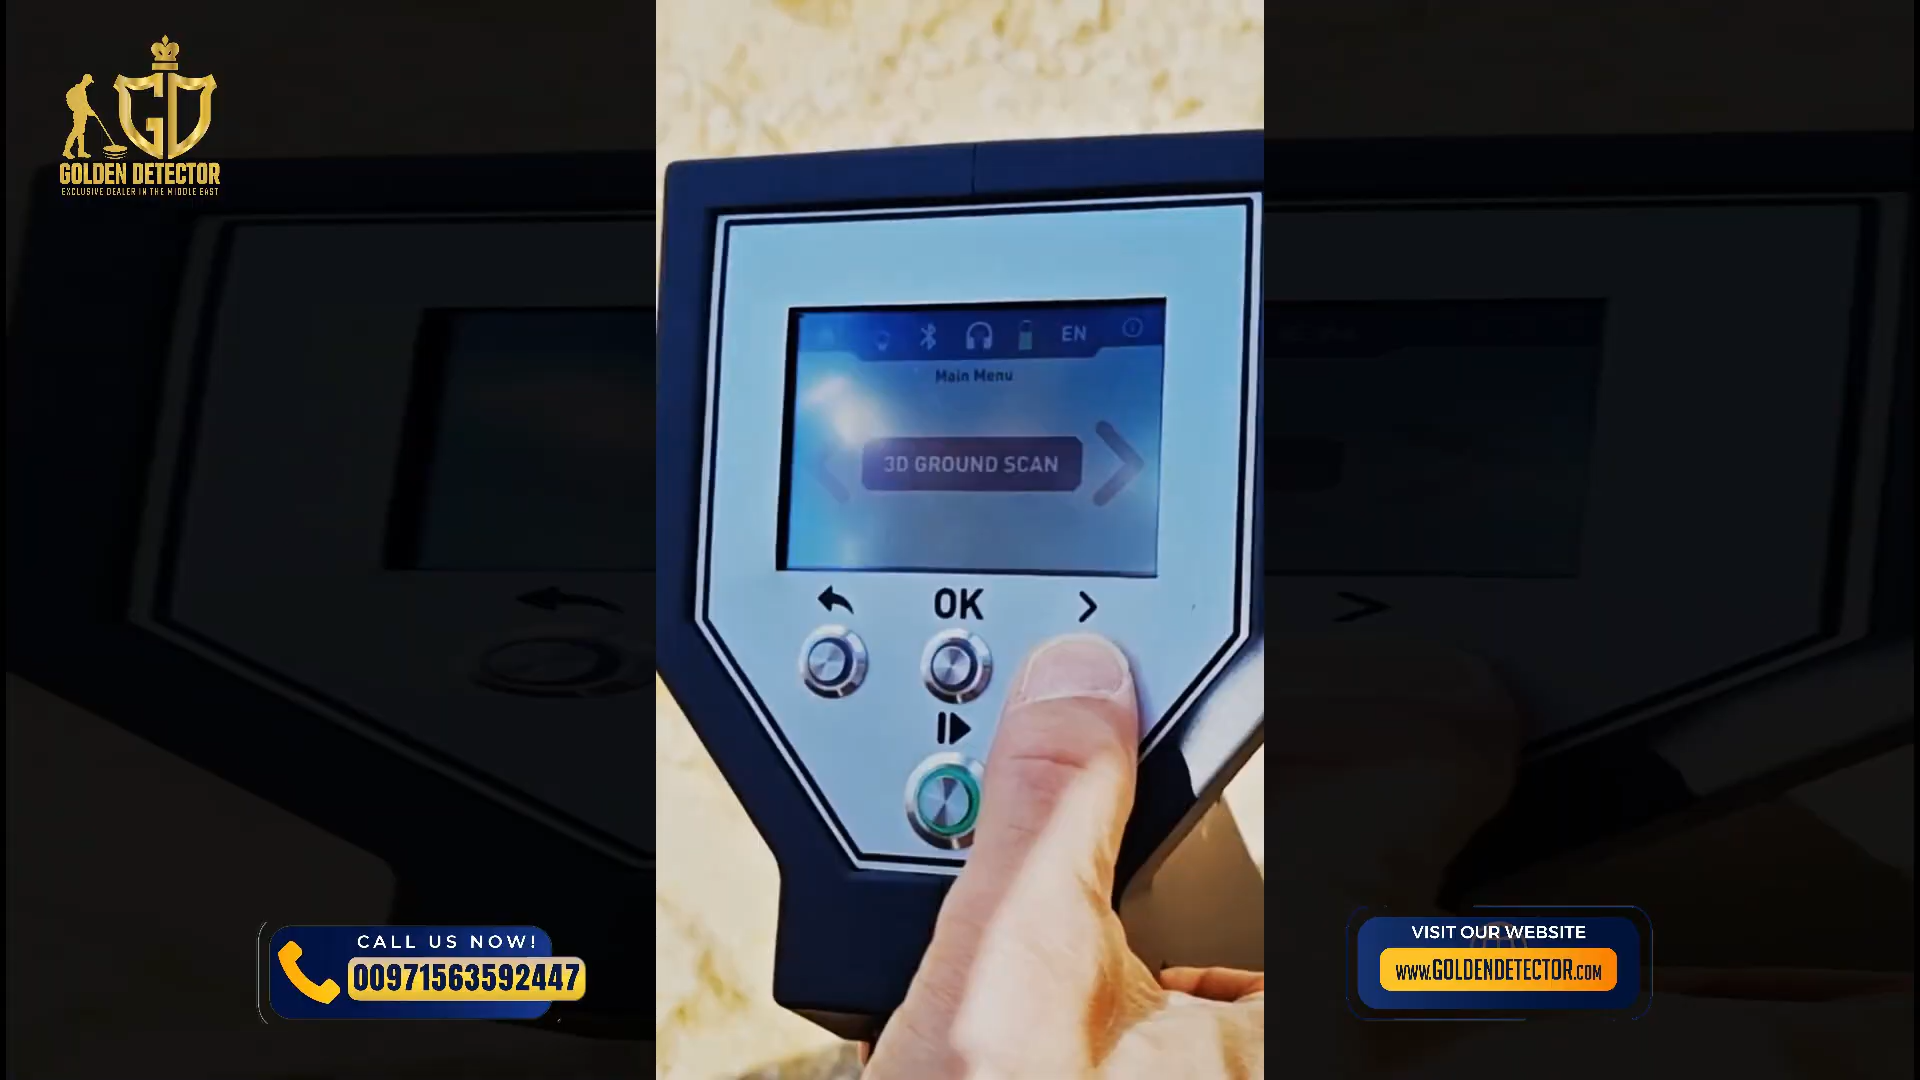 GD
GOLDEN DETECTOR
EXCLUSIVE DEALER IN THE MIDDLE EAST
EN
Main Menu
3D GROUND SCAN
OK
CALL US NOW!
00971563592447
VISIT OUR WEBSITE
WWW.GOLDENDETECTOR.COM